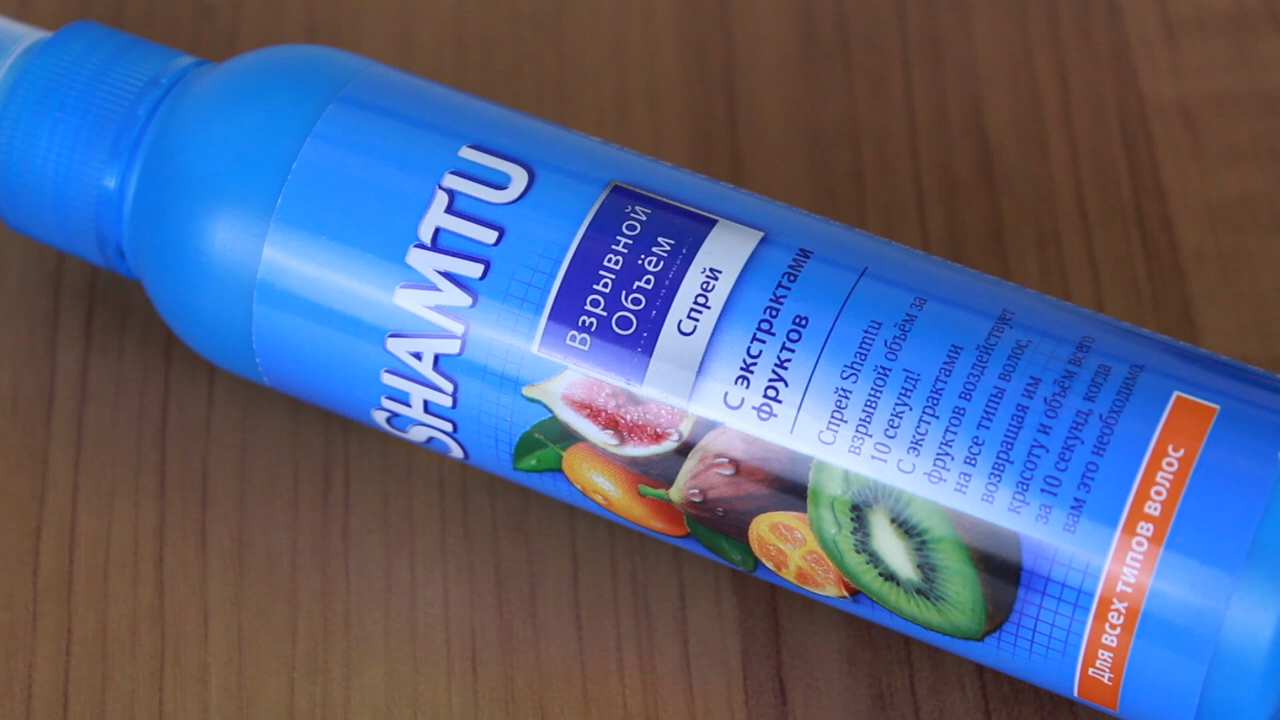 SHAMTU
Взрывной
Объём
Спрей
С экстрактами
фруктов
Спрей Shamtu
взрывной объём за
10 секунд!
С экстрактами
фруктов воздействует
на все типы волос,
возвращая им
красоту и объём всего
за 10 секунд, когда
вам это необходимо.
Для всех типов волос